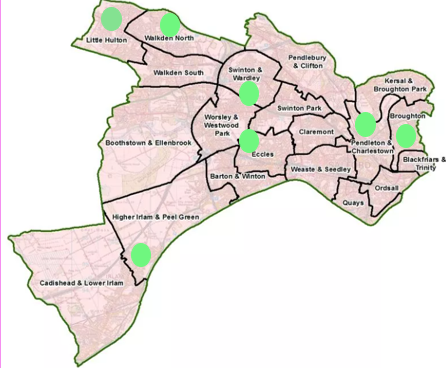 Little Hulton
Walkden North
Walkden South
Swinton &
Wardley
Pendlebury
& Clifton
Kersal &
Broughton Park
Swinton Park
Broughton
Worsley &
Westwood
Park
Claremont
Pendleton &
Charlestown
Boothstown & Ellenbrook
Eccles
Blackfriars &
Trinity
Barton & Winton
Weaste & Seedley
Ordsall
Quays
Higher Irlam & Peel Green
Cadishead & Lower Irlam